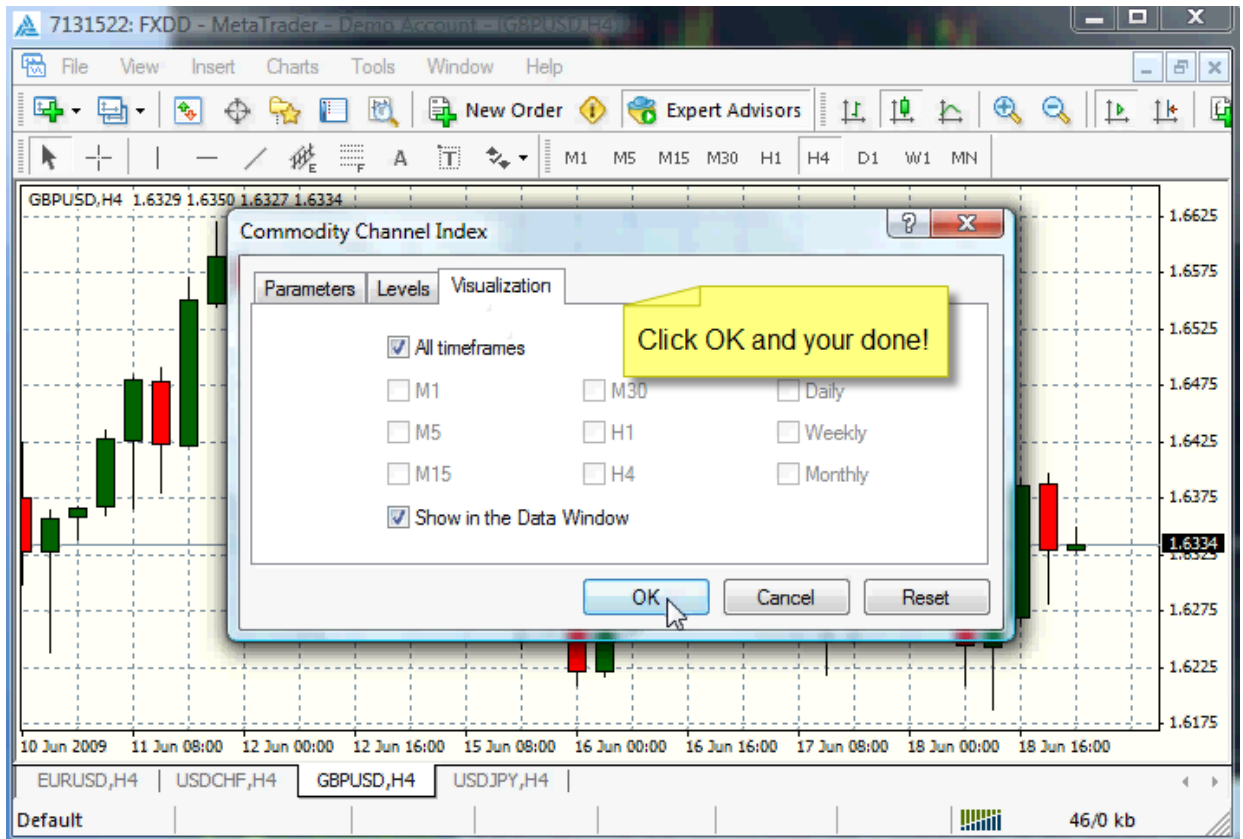 7131522: FXDD - MetaTrader - Demo Account - [GBPUSD,H4]
File View Insert Charts Tools Window Help
New Order Expert Advisors
A T M1 M5 M15 M30 H1 H4 D1 W1 MN
GBPUSD,H4 1.6329 1.6350 1.6327 1.6334
1.6625
Commodity Channel Index
1.6575
Parameters Levels Visualization
1.6525
All timeframes
Click OK and your done!
M1 M30 Daily
1.6475
M5 H1 Weekly
1.6425
M15 H4 Monthly
1.6375
Show in the Data Window
1.6334
1.6325
OK Cancel Reset
1.6275
1.6225
1.6175
10 Jun 2009 11 Jun 08:00 12 Jun 00:00 12 Jun 16:00 15 Jun 08:00 16 Jun 00:00 16 Jun 16:00 17 Jun 08:00 18 Jun 00:00 18 Jun 16:00
EURUSD,H4 USDCHF,H4 GBPUSD,H4 USDJPY,H4
Default 46/0 kb